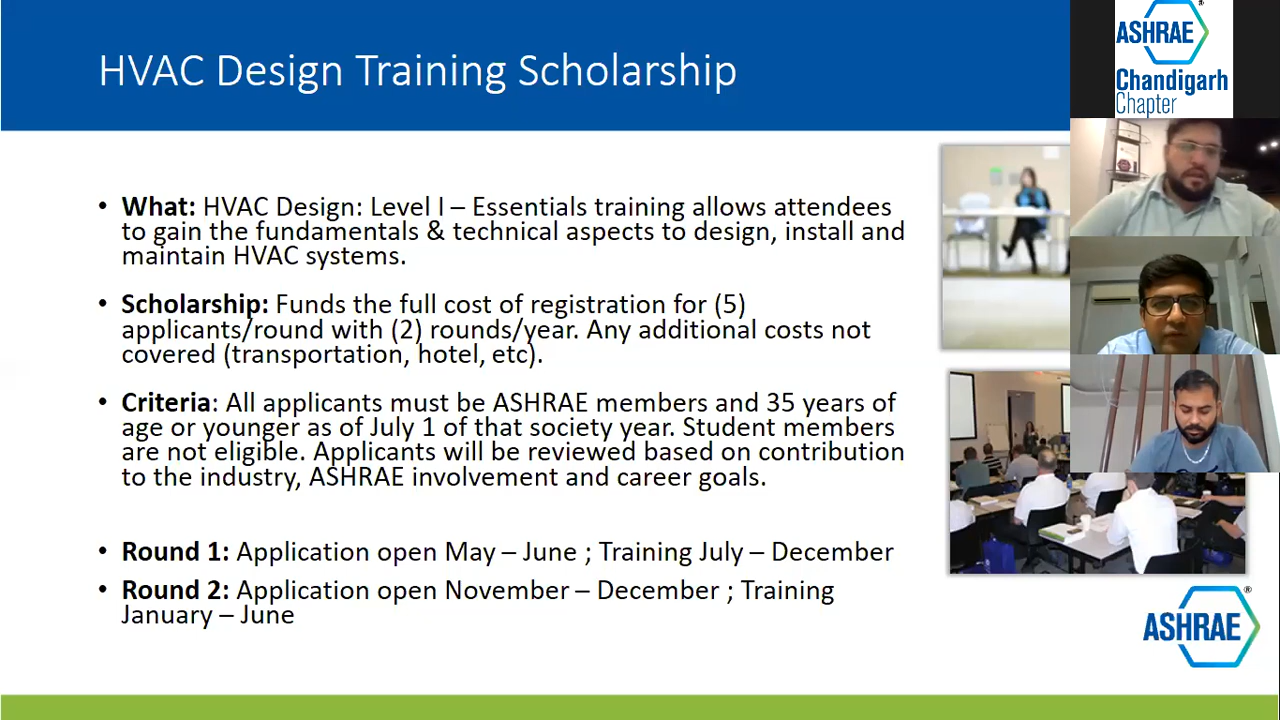 HVAC Design Training Scholarship
ASHRAE®
Chandigarh
Chapter
• What: HVAC Design: Level I – Essentials training allows attendees
to gain the fundamentals & technical aspects to design, install and
maintain HVAC systems.
• Scholarship: Funds the full cost of registration for (5)
applicants/round with (2) rounds/year. Any additional costs not
covered (transportation, hotel, etc).
• Criteria: All applicants must be ASHRAE members and 35 years of
age or younger as of July 1 of that society year. Student members
are not eligible. Applicants will be reviewed based on contribution
to the industry, ASHRAE involvement and career goals.
• Round 1: Application open May – June ; Training July – December
• Round 2: Application open November – December ; Training
January – June
ASHRAE®